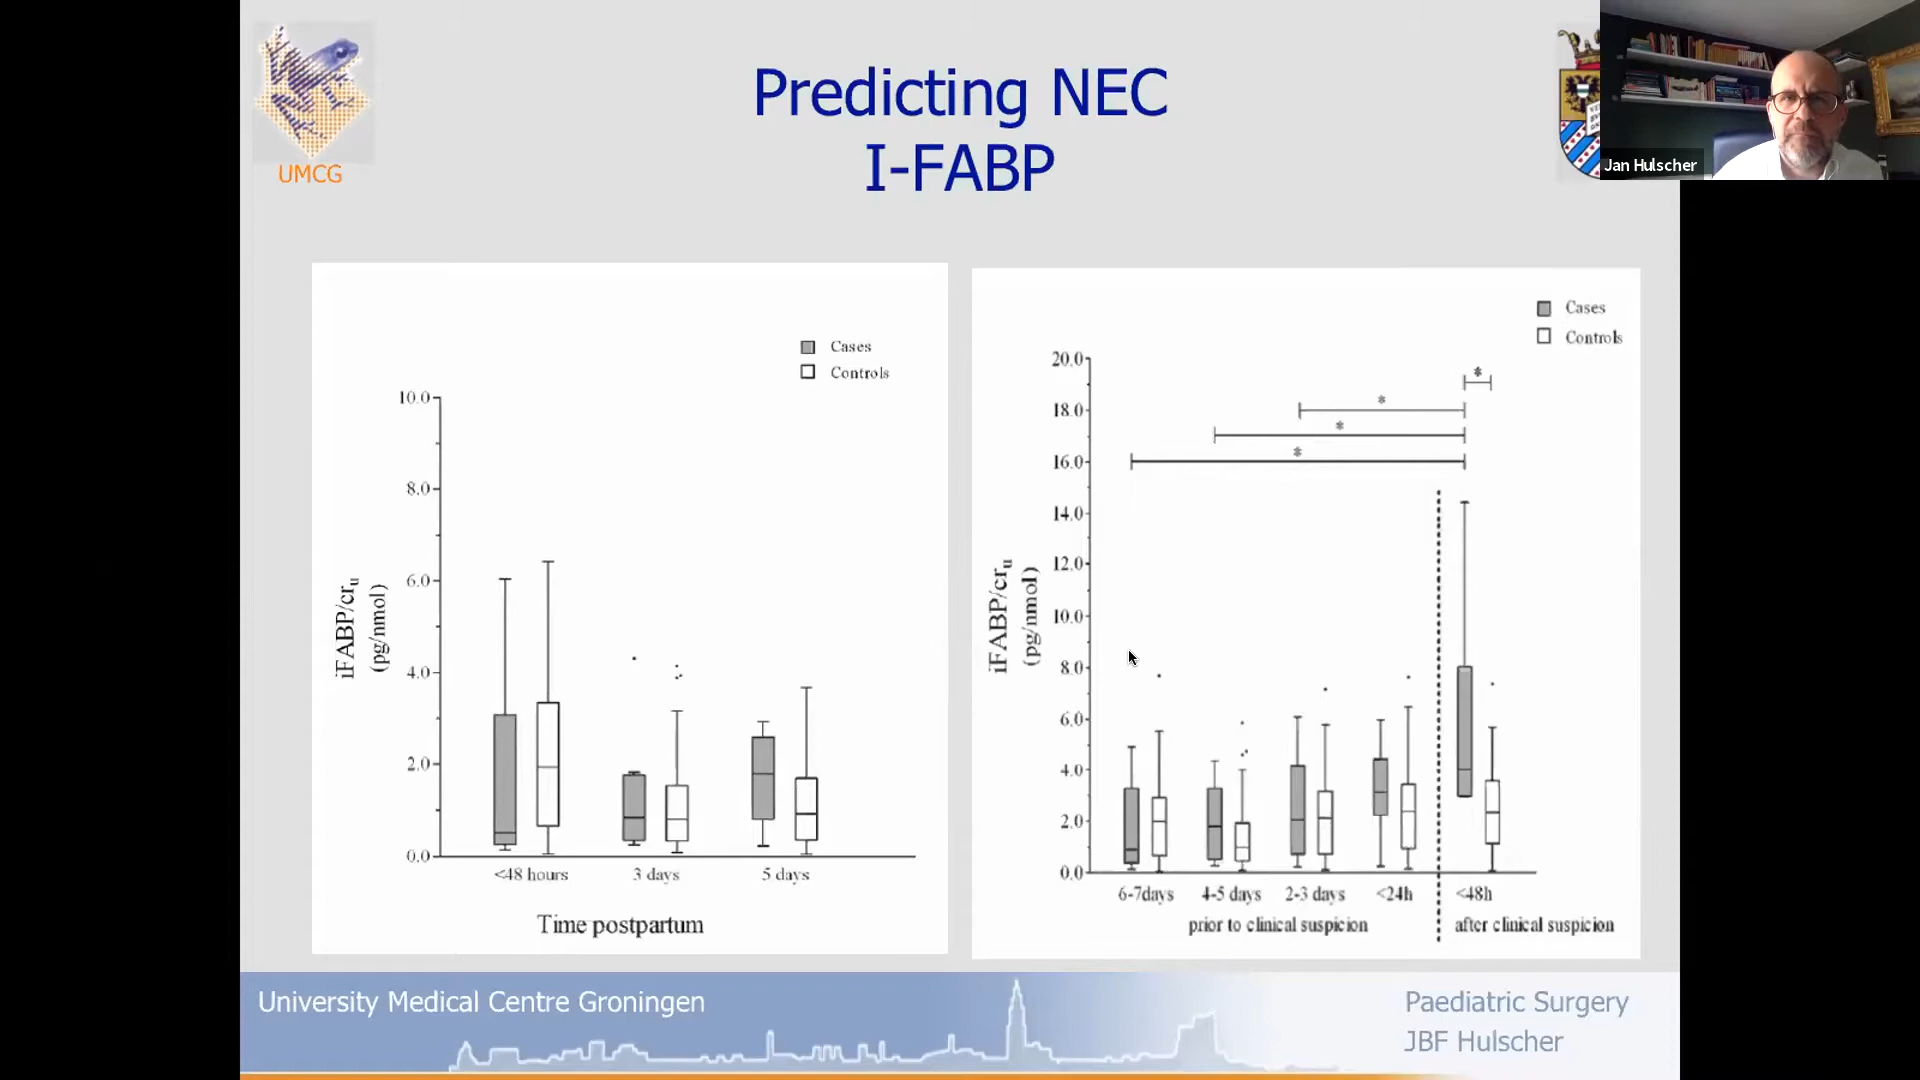 Predicting NEC
I-FABP
UMCG
Jan Hulscher
Cases
Controls
10.0
8.0
6.0
4.0
2.0
0.0
iFABP/cru
(pg/nmol)
<48 hours
3 days
5 days
Time postpartum
Cases
Controls
20.0
18.0
16.0
14.0
12.0
10.0
8.0
6.0
4.0
2.0
0.0
*
*
*
*
iFABP/cru
(pg/nmol)
6-7days
4-5 days
2-3 days
<24h
<48h
prior to clinical suspicion
after clinical suspicion
University Medical Centre Groningen
Paediatric Surgery
JBF Hulscher